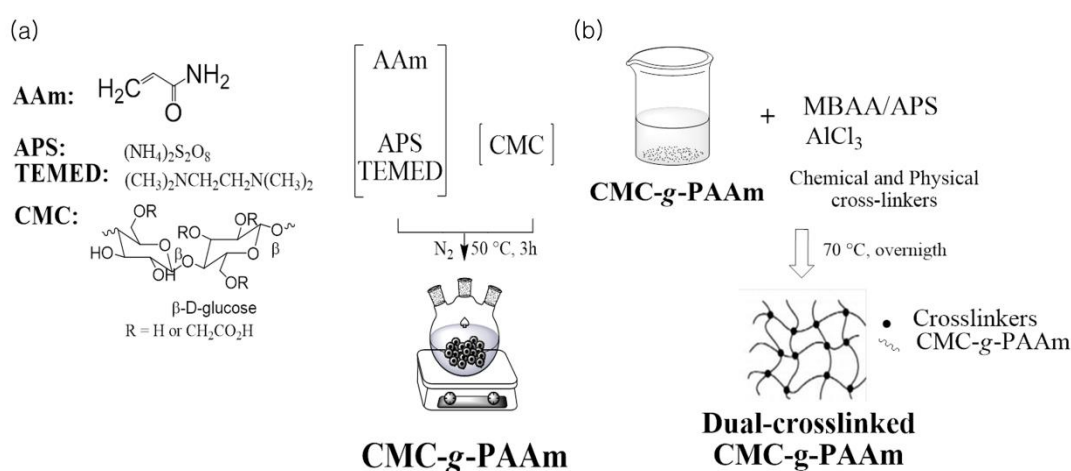 (a)
AAm:
H₂C
NH₂
O
APS:
(NH₄)₂S₂O₈
TEMED:
(CH₃)₂NCH₂CH₂N(CH₃)₂
CMC:
OR
HO
O
β
OH
O
RO
OR
O
O
β
OR
β-D-glucose
R = H or CH₂CO₂H
AAm
APS
TEMED
[CMC]
N₂
50 °C, 3h
CMC-g-PAAm
(b)
CMC-g-PAAm
+
MBAA/APS
AlCl₃
Chemical and Physical
cross-linkers
70 °C, overnigth
Crosslinkers
CMC-g-PAAm
Dual-crosslinked
CMC-g-PAAm